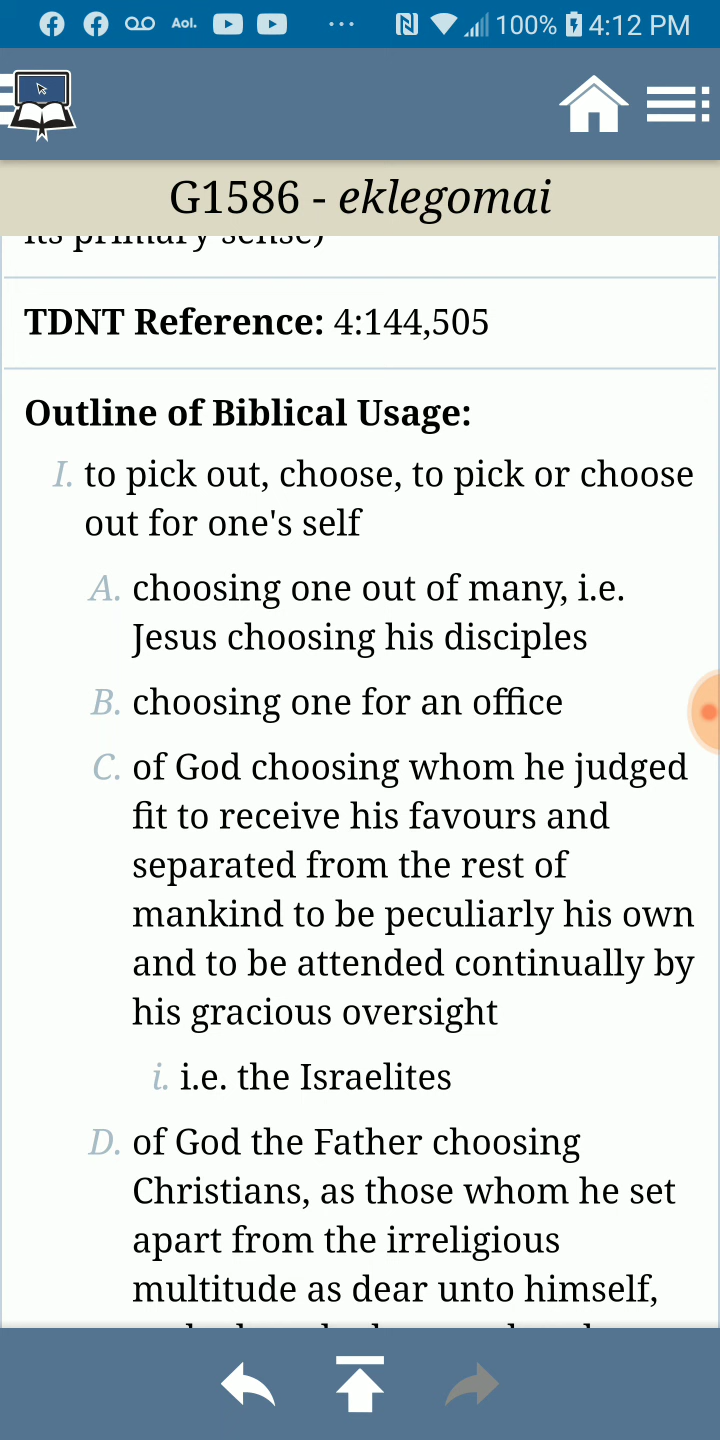 Aol.
100%
4:12 PM
G1586 - eklegomai
its primary sense)
TDNT Reference: 4:144,505
Outline of Biblical Usage:
I. to pick out, choose, to pick or choose
out for one's self
A. choosing one out of many, i.e.
Jesus choosing his disciples
B. choosing one for an office
C. of God choosing whom he judged
fit to receive his favours and
separated from the rest of
mankind to be peculiarly his own
and to be attended continually by
his gracious oversight
i. i.e. the Israelites
D. of God the Father choosing
Christians, as those whom he set
apart from the irreligious
multitude as dear unto himself,